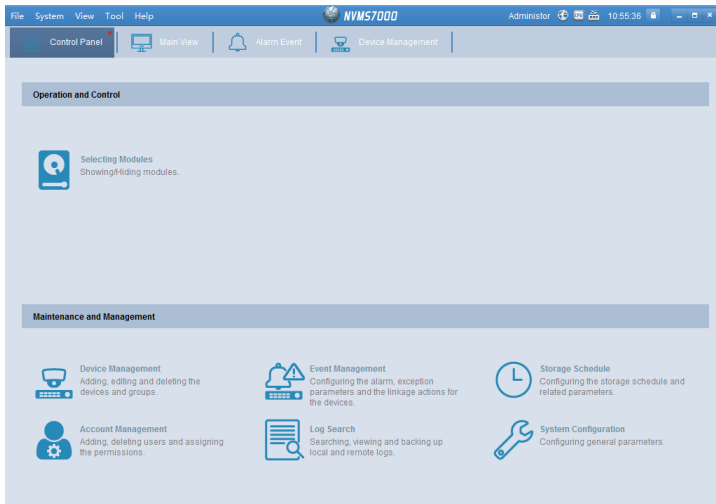 File System View Tool Help NVMS7000 Administor 10:55:36
Control Panel Main View Alarm Event Device Management
Operation and Control
Selecting Modules
Showing/Hiding modules.
Maintenance and Management
Device Management
Adding, editing and deleting the
devices and groups.
Event Management
Configuring the alarm, exception
parameters and the linkage actions for
the devices.
Storage Schedule
Configuring the storage schedule and
related parameters.
Account Management
Adding, deleting users and assigning
the permissions.
Log Search
Searching, viewing and backing up
local and remote logs.
System Configuration
Configuring general parameters.